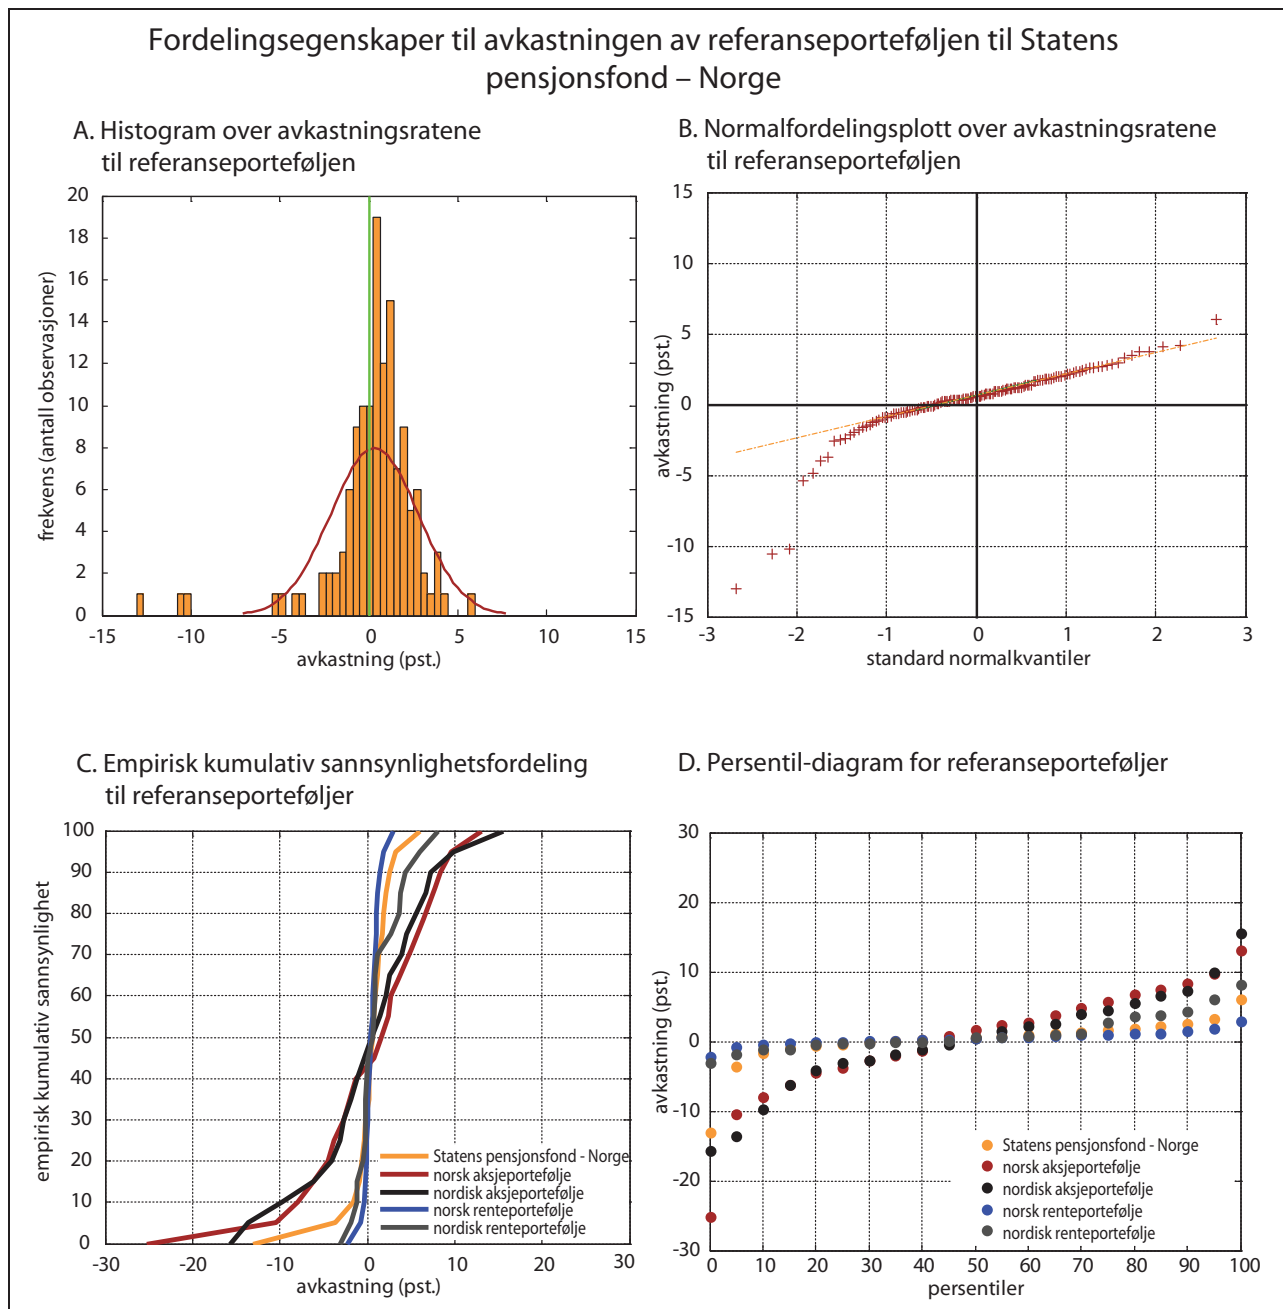 Fordelingsegenskaper til avkastningen av referanseporteføljen til Statens
pensjonsfond – Norge
A. Histogram over avkastningsratene
til referanseporteføljen
frekvens (antall observasjoner)
20
18
16
14
12
10
8
6
4
2
0
-15 -10 -5 0 5 10 15
avkastning (pst.)
B. Normalfordelingsplott over avkastningsratene
til referanseporteføljen
avkastning (pst.)
15
10
5
0
-5
-10
-15
-3 -2 -1 0 1 2 3
standard normalkvantiler
C. Empirisk kumulativ sannsynlighetsfordeling
til referanseporteføljer
empirisk kumulativ sannsynlighet
100
90
80
70
60
50
40
30
20
10
0
Statens pensjonsfond - Norge
norsk aksjeportefølje
nordisk aksjeportefølje
norsk renteportefølje
nordisk renteportefølje
-30 -20 -10 0 10 20 30
avkastning (pst.)
D. Persentil-diagram for referanseporteføljer
avkastning (pst.)
30
20
10
0
-10
-20
-30
Statens pensjonsfond - Norge
norsk aksjeportefølje
nordisk aksjeportefølje
norsk renteportefølje
nordisk renteportefølje
0 10 20 30 40 50 60 70 80 90 100
persentiler